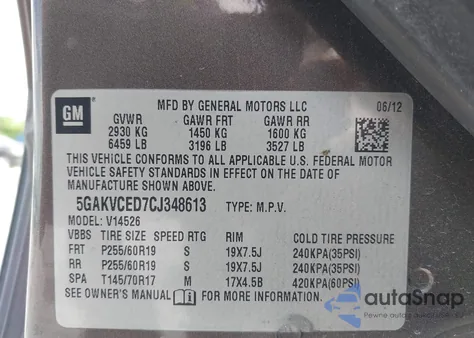 GM
MFD BY GENERAL MOTORS LLC 06/12
GVWR GAWR FRT GAWR RR
2930 KG 1450 KG 1600 KG
6459 LB 3196 LB 3527 LB
THIS VEHICLE CONFORMS TO ALL APPLICABLE U.S. FEDERAL MOTOR
VEHICLE SAFETY STANDARDS IN EFFECT ON THE DATE OF
MANUFACTURE SHOWN ABOVE.
5GAKVCED7CJ348613 TYPE: M.P.V.
MODEL: V14526
VBBS TIRE SIZE SPEED RTG RIM COLD TIRE PRESSURE
FRT P255/60R19 S 19X7.5J 240KPA(35PSI)
RR P255/60R19 S 19X7.5J 240KPA(35PSI)
SPA T145/70R17 M 17X4.5B 420KPA(60PSI)
SEE OWNER'S MANUAL FOR ADDITIONAL INFORMATION
autoSnap